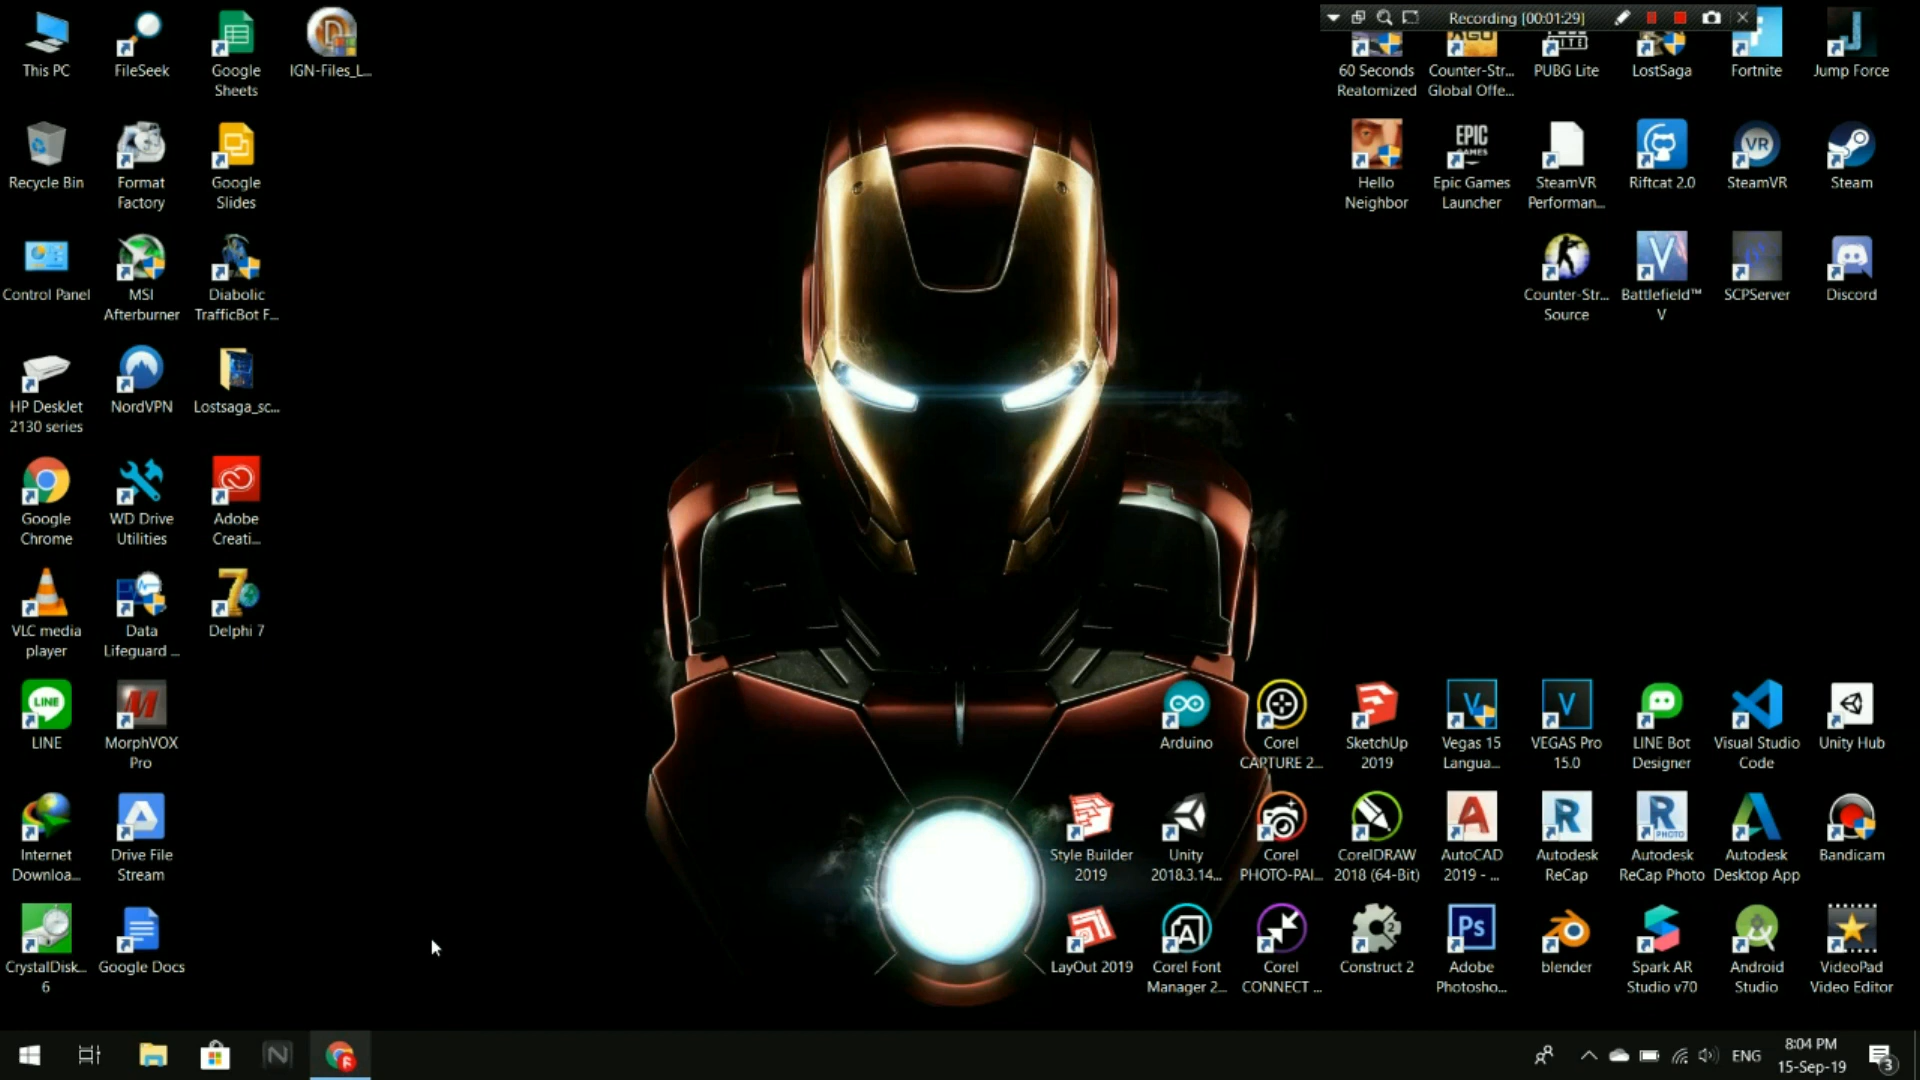 Recording [00:01:29]
This PC
FileSeek
Google
Sheets
IGN-Files_L...
60 Seconds
Reatomized
Counter-Str...
Global Offe...
PUBG Lite
LostSaga
Fortnite
Jump Force
Recycle Bin
Format
Factory
Google
Slides
Hello
Neighbor
EPIC
GAMES
Epic Games
Launcher
SteamVR
Performan...
Riftcat 2.0
VR
SteamVR
Steam
Control Panel
MSI
Afterburner
Diabolic
TrafficBot F...
Counter-Str...
Source
V
Battlefield™
V
SCPServer
Discord
HP DeskJet
2130 series
NordVPN
Lostsaga_sc...
Google
Chrome
WD Drive
Utilities
Adobe
Creati...
VLC media
player
Data
Lifeguard ...
7
Delphi 7
LINE
LINE
M
MorphVOX
Pro
Arduino
Corel
CAPTURE 2...
SketchUp
2019
V
Vegas 15
Langua...
V
VEGAS Pro
15.0
LINE Bot
Designer
Visual Studio
Code
Unity Hub
Internet
Downloa...
Drive File
Stream
Style Builder
2019
Unity
2018.3.14...
Corel
PHOTO-PAI...
CorelDRAW
2018 (64-Bit)
A
AutoCAD
2019 - ...
R
Autodesk
ReCap
R
PHOTO
Autodesk
ReCap Photo
Autodesk
Desktop App
Bandicam
CrystalDisk...
6
Google Docs
LayOut 2019
A
Corel Font
Manager 2...
Corel
CONNECT ...
2
Construct 2
Ps
Adobe
Photosho...
blender
Spark AR
Studio v70
Android
Studio
VideoPad
Video Editor
N
ENG
8:04 PM
15-Sep-19
3